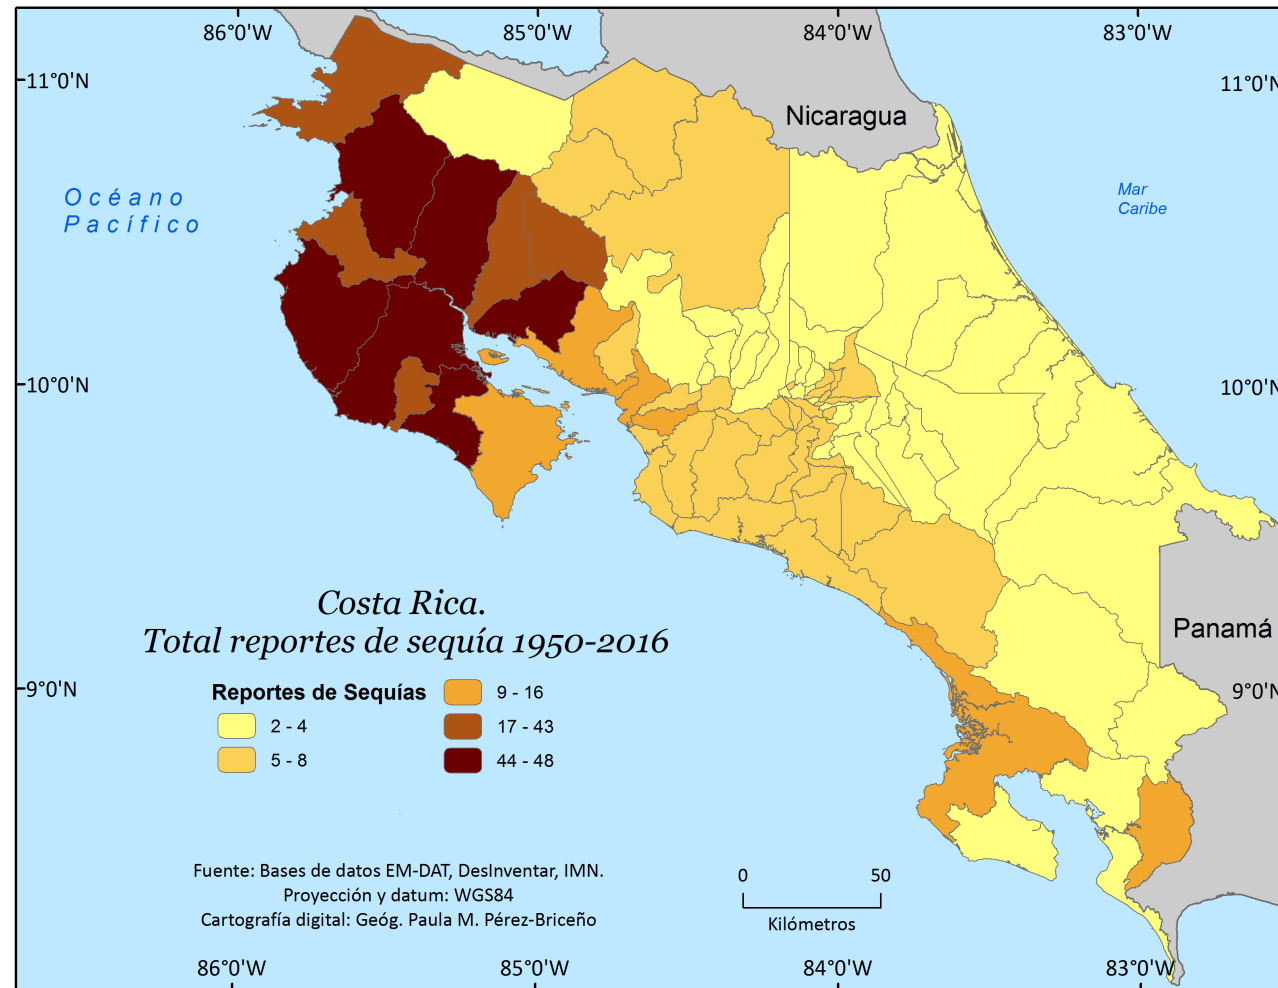 86°0'W 85°0'W 84°0'W 83°0'W
11°0'N 11°0'N
Nicaragua
Océano
Pacífico
Mar
Caribe
10°0'N 10°0'N
Costa Rica.
Total reportes de sequía 1950-2016
Panamá
Reportes de Sequías
2 - 4
5 - 8
9 - 16
17 - 43
44 - 48
9°0'N 9°0'N
Fuente: Bases de datos EM-DAT, DesInventar, IMN.
Proyección y datum: WGS84
Cartografía digital: Geóg. Paula M. Pérez-Briceño
0 50
Kilómetros
86°0'W 85°0'W 84°0'W 83°0'W